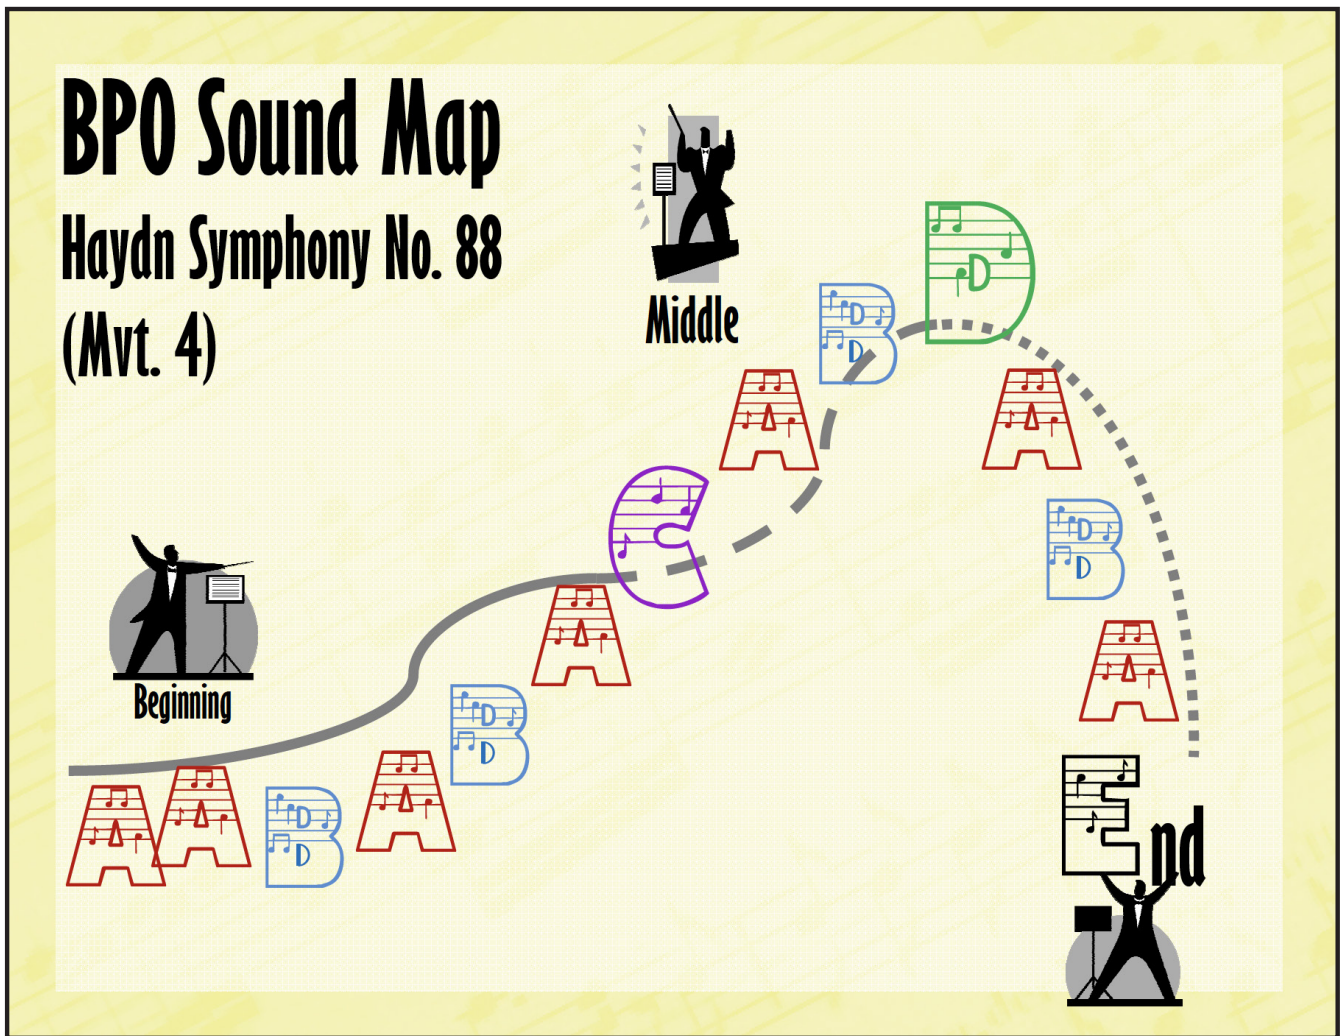 BPO Sound Map
Haydn Symphony No. 88
(Mvt. 4)
Middle
Beginning
A
A
B
A
B
A
C
A
B
D
A
B
A
End